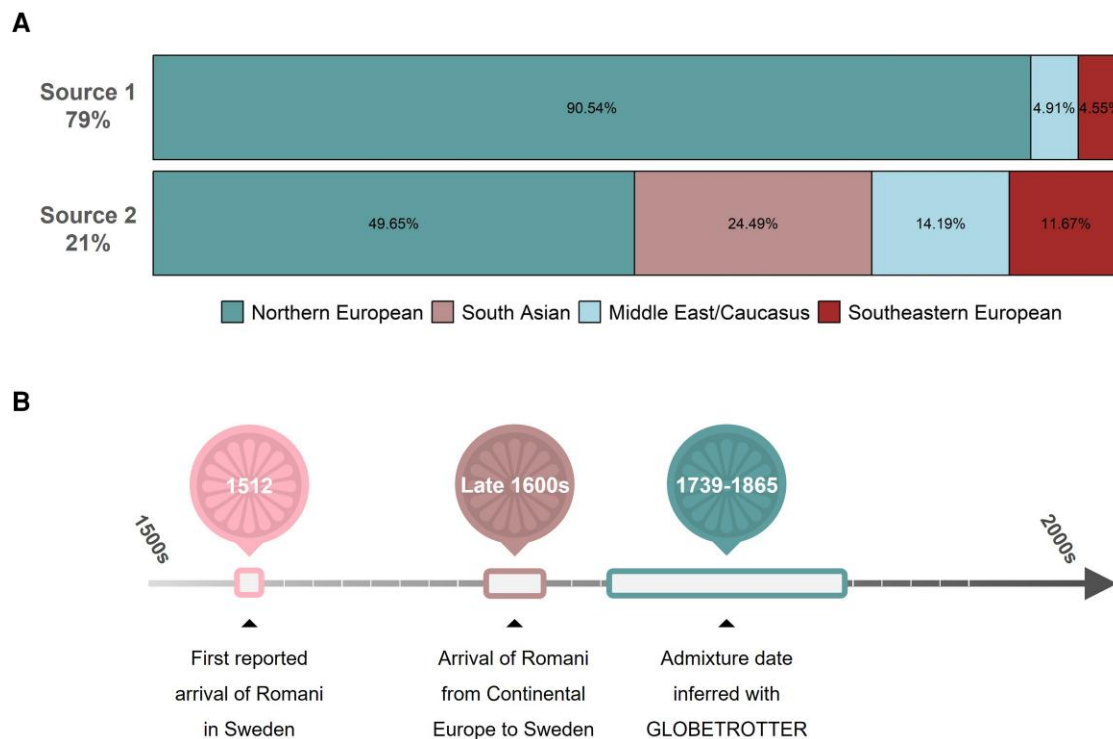 A
Source 1
79%
90.54%
4.91%
4.55%
Source 2
21%
49.65%
24.49%
14.19%
11.67%
Northern European South Asian Middle East/Caucasus Southeastern European
B
1512
Late 1600s
1739-1865
1500s
2000s
First reported
arrival of Romani
in Sweden
Arrival of Romani
from Continental
Europe to Sweden
Admixture date
inferred with
GLOBETROTTER